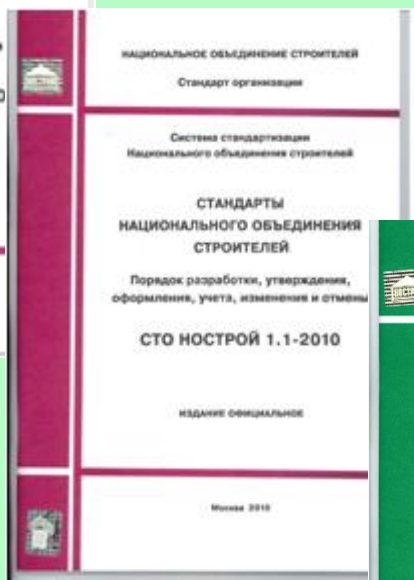 НАЦИОНАЛЬНОЕ ОБЪЕДИНЕНИЕ СТРОИТЕЛЕЙ
Стандарт организации
Система стандартизации
Национального объединения строителей
СТАНДАРТЫ
НАЦИОНАЛЬНОГО ОБЪЕДИНЕНИЯ
СТРОИТЕЛЕЙ
Порядок разработки, утверждения,
оформления, учета, изменения и отмены
СТО НОСТРОЙ 1.1-2010
ИЗДАНИЕ ОФИЦИАЛЬНОЕ
Москва 2010